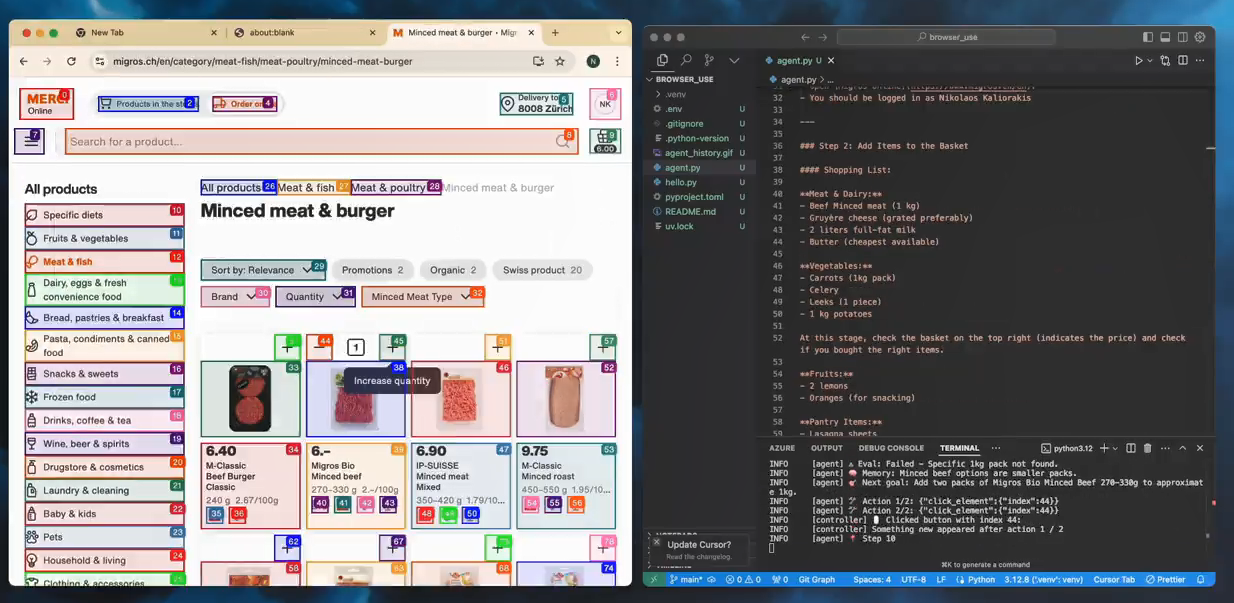 New Tab
about:blank
Minced meat & burger · Migr
migros.ch/en/category/meat-fish/meat-poultry/minced-meat-burger
N
Online
0
Products in the st
2
Order on
4
Delivery to
8008 Zürich
5
NK
6
7
Search for a product...
8
9
6.00
All products
Specific diets 10
Fruits & vegetables 11
Meat & fish 12
Dairy, eggs & fresh
convenience food
Bread, pastries & breakfast 14
Pasta, condiments & canned
food
15
Snacks & sweets 16
Frozen food 17
Drinks, coffee & tea 18
Wine, beer & spirits 19
Drugstore & cosmetics 20
Laundry & cleaning 21
Baby & kids 22
Pets 23
Household & living 24
Clothing & accessories
All products 26 Meat & fish 27 Meat & poultry 28 Minced meat & burger
Minced meat & burger
Sort by: Relevance 29
Promotions 2
Organic 2
Swiss product 20
Brand 30
Quantity 31
Minced Meat Type 32
44
1
45
51
57
33
38
46
52
Increase quantity
6.40
34
M-Classic
Beef Burger
Classic
240 g 2.67/100g
35 36
6.–
39
Migros Bio
Minced beef
270–330 g 2.–/100g
40 41 42 43
6.90
47
IP-SUISSE
Minced meat
Mixed
350–420 g 1.79/10...
48 49 50
9.75
53
M-Classic
Minced roast
450–550 g 1.95/10...
54 55 56
62 67
58 63 68 74
browser_use
BROWSER_USE
.venv
.env U
.gitignore U
.python-version U
agent_history.gif U
agent.py U
hello.py U
pyproject.toml U
README.md U
uv.lock U
agent.py U
agent.py > ...
32 - You should be logged in as Nikolaos Kaliorakis
33
34 ---
35
36 ### Step 2: Add Items to the Basket
37
38 #### Shopping List:
39
40 **Meat & Dairy:**
41 - Beef Minced meat (1 kg)
42 - Gruyère cheese (grated preferably)
43 - 2 liters full-fat milk
44 - Butter (cheapest available)
45
46 **Vegetables:**
47 - Carrots (1kg pack)
48 - Celery
49 - Leeks (1 piece)
50 - 1 kg potatoes
51
52 At this stage, check the basket on the top right (indicates the price) and check
if you bought the right items.
53
54 **Fruits:**
55 - 2 lemons
56 - Oranges (for snacking)
57
58 **Pantry Items:**
59 - Lasagna sheets
AZURE OUTPUT DEBUG CONSOLE TERMINAL ... python3.12
INFO [agent] ⚠ Eval: Failed - Specific 1kg pack not found.
INFO [agent] 🧠 Memory: Minced beef options are smaller packs.
INFO [agent] 🎯 Next goal: Add two packs of Migros Bio Minced Beef 270–330g to approximat
e 1kg.
INFO [agent] 🛠 Action 1/2: {"click_element":{"index":44}}
INFO [agent] 🛠 Action 2/2: {"click_element":{"index":44}}
INFO [controller] 🖱 Clicked button with index 44:
INFO [controller] Something new appeared after action 1 / 2
INFO [agent] 📍 Step 10
Update Cursor?
Read the changelog.
⌘K to generate a command
main* 0 0 0 Git Graph Spaces: 4 UTF-8 LF Python 3.12.8 ('.venv': venv) Cursor Tab Prettier